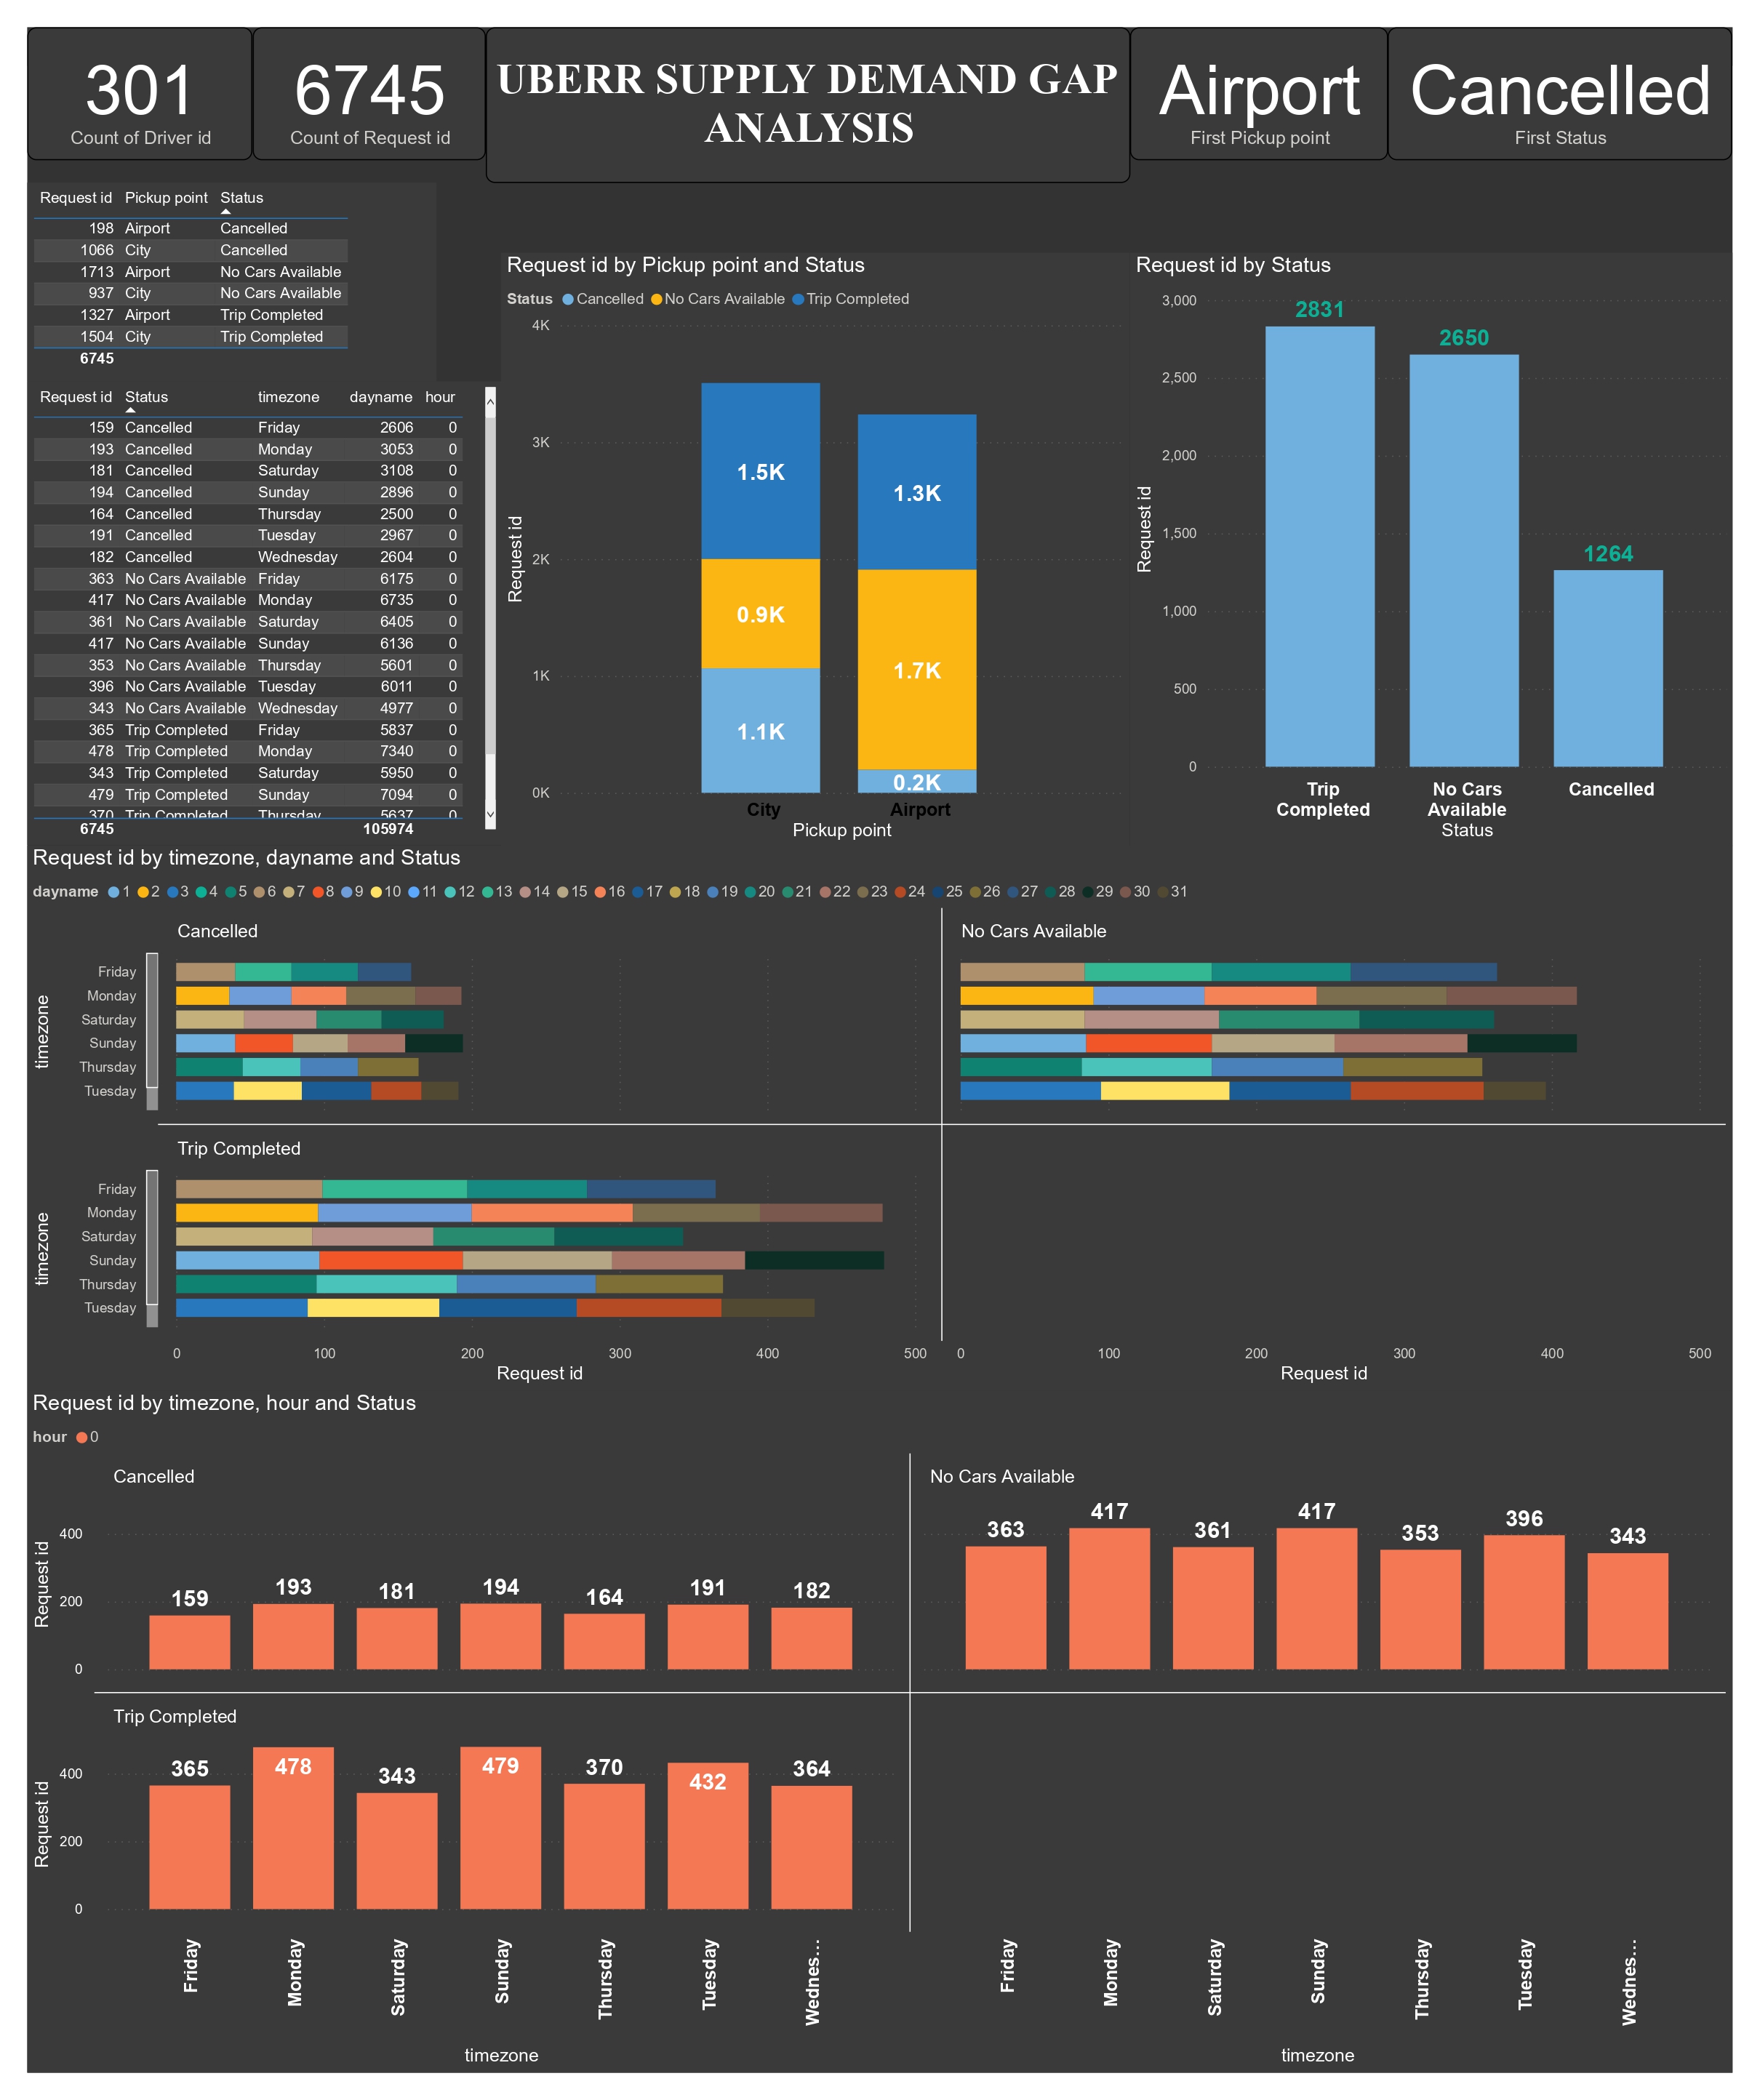 301
Count of Driver id
6745
Count of Request id
UBERR SUPPLY DEMAND GAP
ANALYSIS
Airport
First Pickup point
Cancelled
First Status
Request id Pickup point Status
198 Airport Cancelled
1066 City Cancelled
1713 Airport No Cars Available
937 City No Cars Available
1327 Airport Trip Completed
1504 City Trip Completed
6745
Request id Status timezone dayname hour
159 Cancelled Friday 2606 0
193 Cancelled Monday 3053 0
181 Cancelled Saturday 3108 0
194 Cancelled Sunday 2896 0
164 Cancelled Thursday 2500 0
191 Cancelled Tuesday 2967 0
182 Cancelled Wednesday 2604 0
363 No Cars Available Friday 6175 0
417 No Cars Available Monday 6735 0
361 No Cars Available Saturday 6405 0
417 No Cars Available Sunday 6136 0
353 No Cars Available Thursday 5601 0
396 No Cars Available Tuesday 6011 0
343 No Cars Available Wednesday 4977 0
365 Trip Completed Friday 5837 0
478 Trip Completed Monday 7340 0
343 Trip Completed Saturday 5950 0
479 Trip Completed Sunday 7094 0
370 Trip Completed Thursday 5637 0
6745 105974
Request id by Pickup point and Status
Status Cancelled No Cars Available Trip Completed
4K
3K
2K
1K
0K
Request id
1.5K
0.9K
1.1K
1.3K
1.7K
0.2K
City Airport
Pickup point
Request id by Status
3,000
2,500
2,000
1,500
1,000
500
0
Request id
2831
2650
1264
Trip Completed
No Cars Available
Cancelled
Status
Request id by timezone, dayname and Status
dayname 1 2 3 4 5 6 7 8 9 10 11 12 13 14 15 16 17 18 19 20 21 22 23 24 25 26 27 28 29 30 31
Cancelled
No Cars Available
timezone
Friday
Monday
Saturday
Sunday
Thursday
Tuesday
Trip Completed
timezone
Friday
Monday
Saturday
Sunday
Thursday
Tuesday
0 100 200 300 400 500
0 100 200 300 400 500
Request id
Request id
Request id by timezone, hour and Status
hour 0
Cancelled
Request id
400
200
0
159 193 181 194 164 191 182
No Cars Available
363 417 361 417 353 396 343
Trip Completed
Request id
400
200
0
365 478 343 479 370 432 364
Friday Monday Saturday Sunday Thursday Tuesday Wednes...
Friday Monday Saturday Sunday Thursday Tuesday Wednes...
timezone
timezone